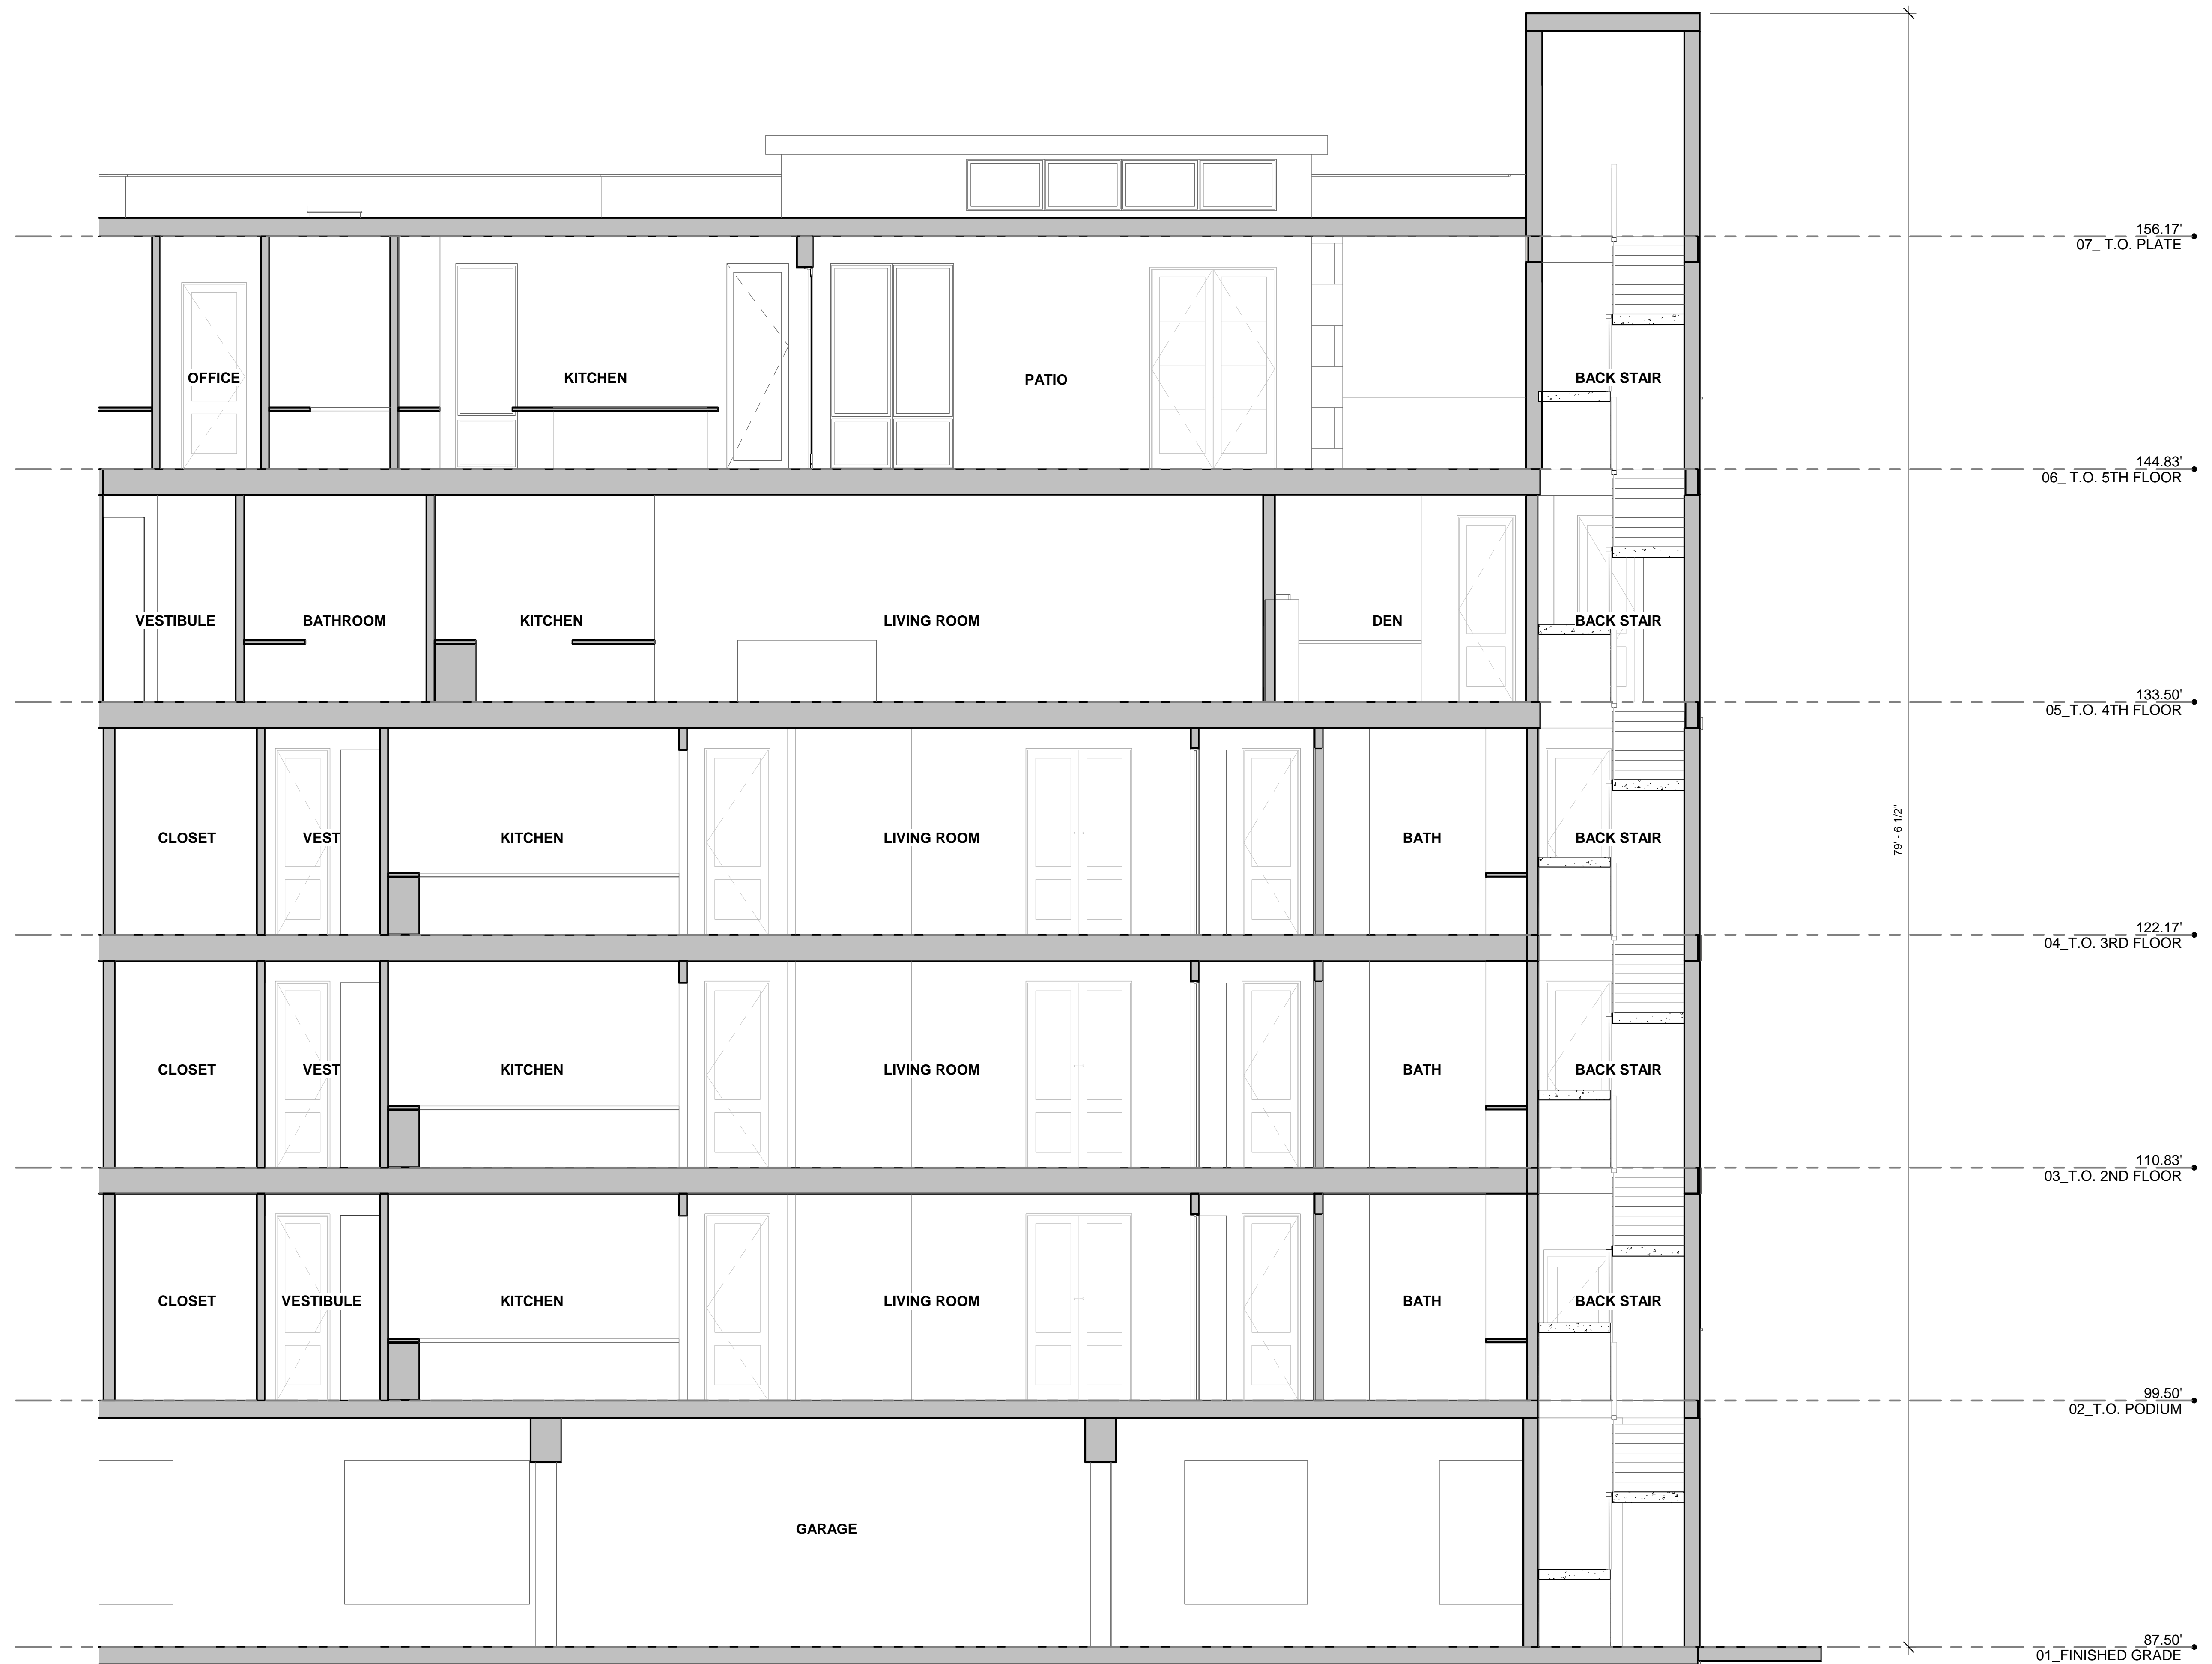 156.17'
07_ T.O. PLATE
OFFICE
KITCHEN
PATIO
BACK STAIR
144.83'
06_ T.O. 5TH FLOOR
VESTIBULE
BATHROOM
KITCHEN
LIVING ROOM
DEN
BACK STAIR
133.50'
05_T.O. 4TH FLOOR
79' - 6 1/2"
CLOSET
VEST
KITCHEN
LIVING ROOM
BATH
BACK STAIR
122.17'
04_T.O. 3RD FLOOR
CLOSET
VEST
KITCHEN
LIVING ROOM
BATH
BACK STAIR
110.83'
03_T.O. 2ND FLOOR
CLOSET
VESTIBULE
KITCHEN
LIVING ROOM
BATH
BACK STAIR
99.50'
02_T.O. PODIUM
GARAGE
87.50'
01_FINISHED GRADE